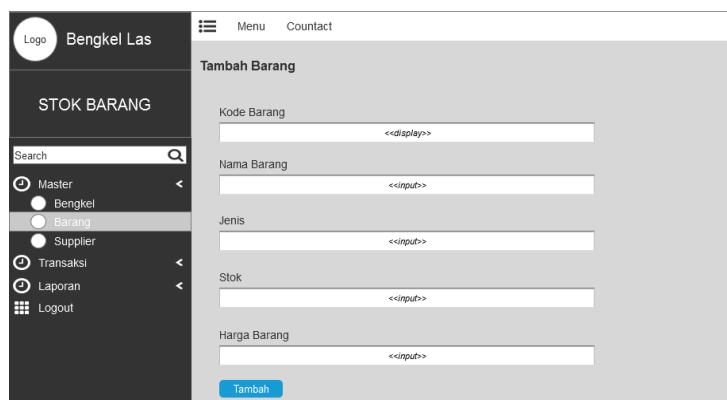 Logo
Bengkel Las
Menu Countact
STOK BARANG
Search
Master
Bengkel
Barang
Supplier
Transaksi
Laporan
Logout
Tambah Barang
Kode Barang
<<display>>
Nama Barang
<<input>>
Jenis
<<input>>
Stok
<<input>>
Harga Barang
<<input>>
Tambah